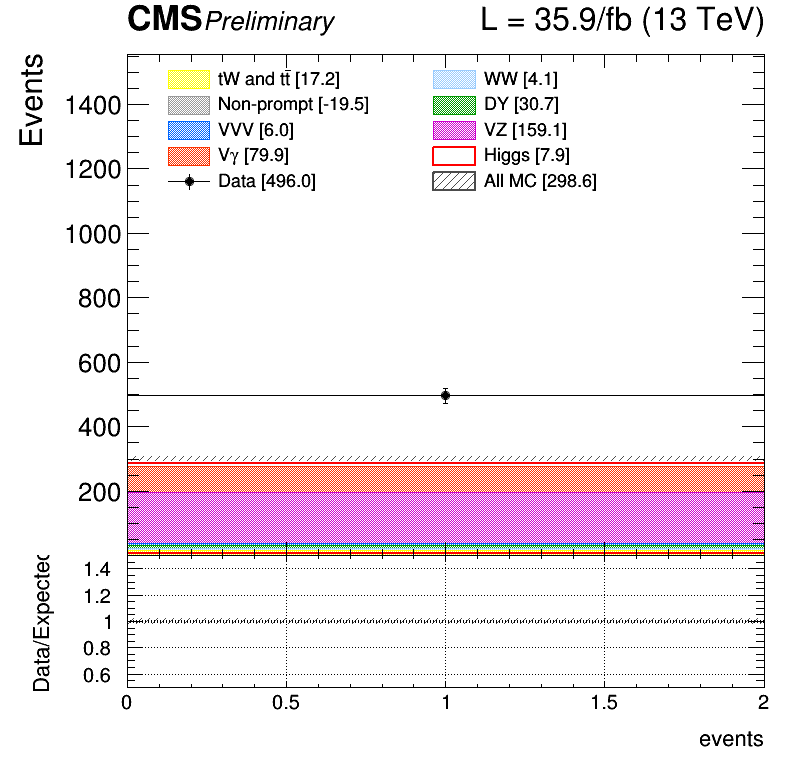 CMS Preliminary L = 35.9/fb (13 TeV)
Events
tW and tt̄ [17.2] WW [4.1]
Non-prompt [-19.5] DY [30.7]
VVV [6.0] VZ [159.1]
Vγ [79.9] Higgs [7.9]
Data [496.0] All MC [298.6]
1400
1200
1000
800
600
400
200
Data/Expected
1.4
1.2
1
0.8
0.6
0 0.5 1 1.5 2
events